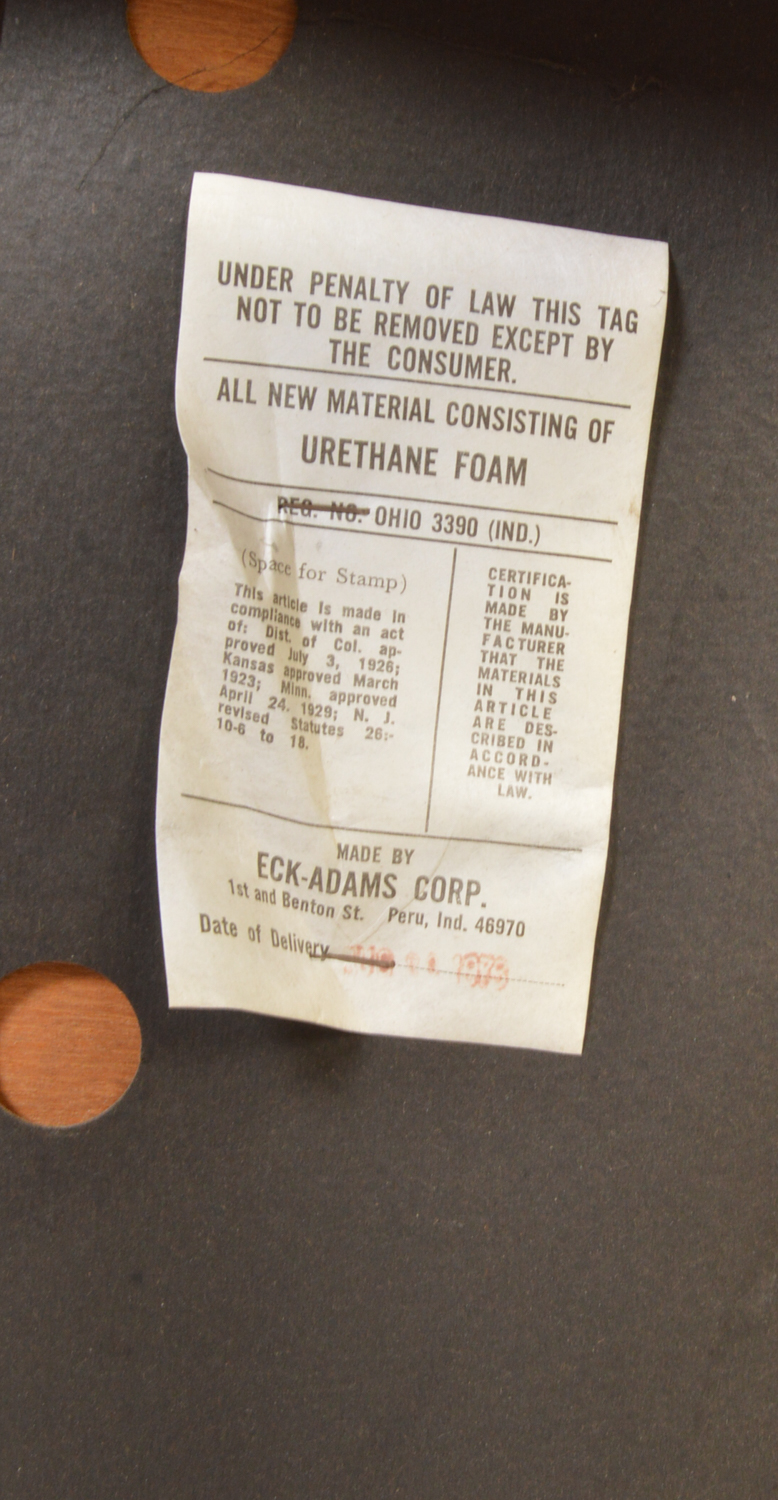 UNDER PENALTY OF LAW THIS TAG
NOT TO BE REMOVED EXCEPT BY
THE CONSUMER.
ALL NEW MATERIAL CONSISTING OF
URETHANE FOAM
REG. NO. OHIO 3390 (IND.)
(Space for Stamp)
This article is made in
compliance with an act
of: Dist. of Col. ap-
proved July 3, 1926;
Kansas approved March
1923; Minn. approved
April 24. 1929; N. J.
revised Statutes 26:-
10-6 to 18.
CERTIFICA-
TION IS
MADE BY
THE MANU-
FACTURER
THAT THE
MATERIALS
IN THIS
ARTICLE
ARE DES-
CRIBED IN
ACCORD-
ANCE WITH
LAW.
MADE BY
ECK-ADAMS CORP.
1st and Benton St. Peru, Ind. 46970
Date of Delivery